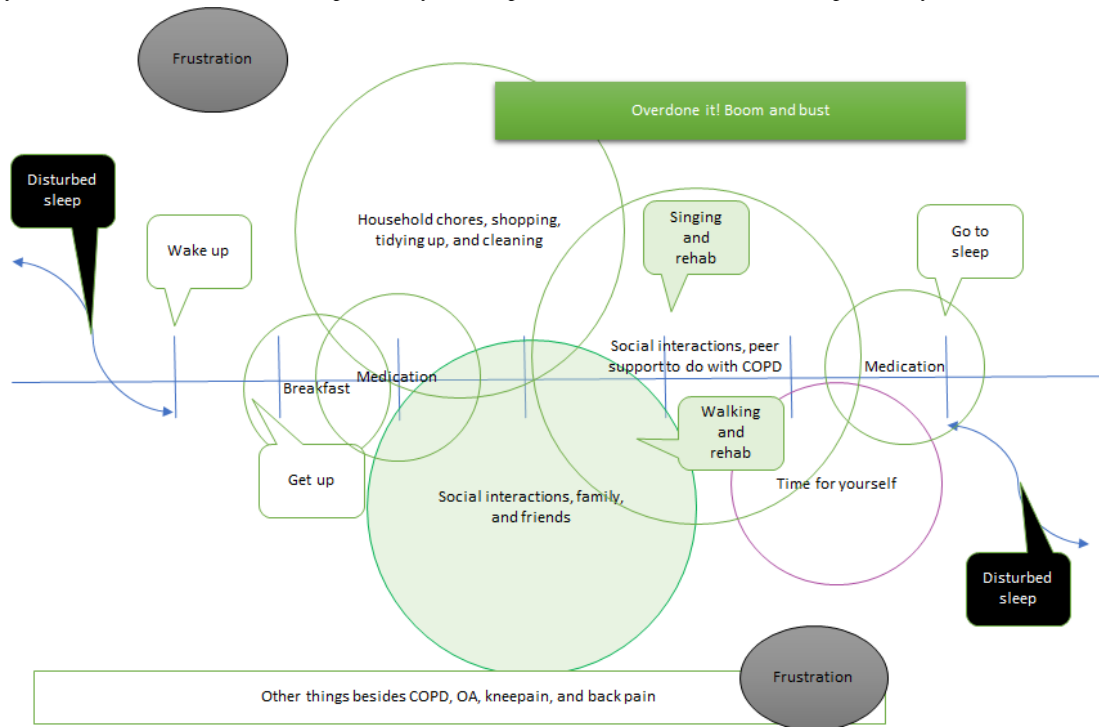 Frustration
Overdone it! Boom and bust
Disturbed
sleep
Wake up
Household chores, shopping,
tidying up, and cleaning
Singing
and
rehab
Go to
sleep
Breakfast
Medication
Social interactions, peer
support to do with COPD
Medication
Get up
Walking
and
rehab
Social interactions, family,
and friends
Time for yourself
Disturbed
sleep
Other things besides COPD, OA, kneepain, and back pain
Frustration